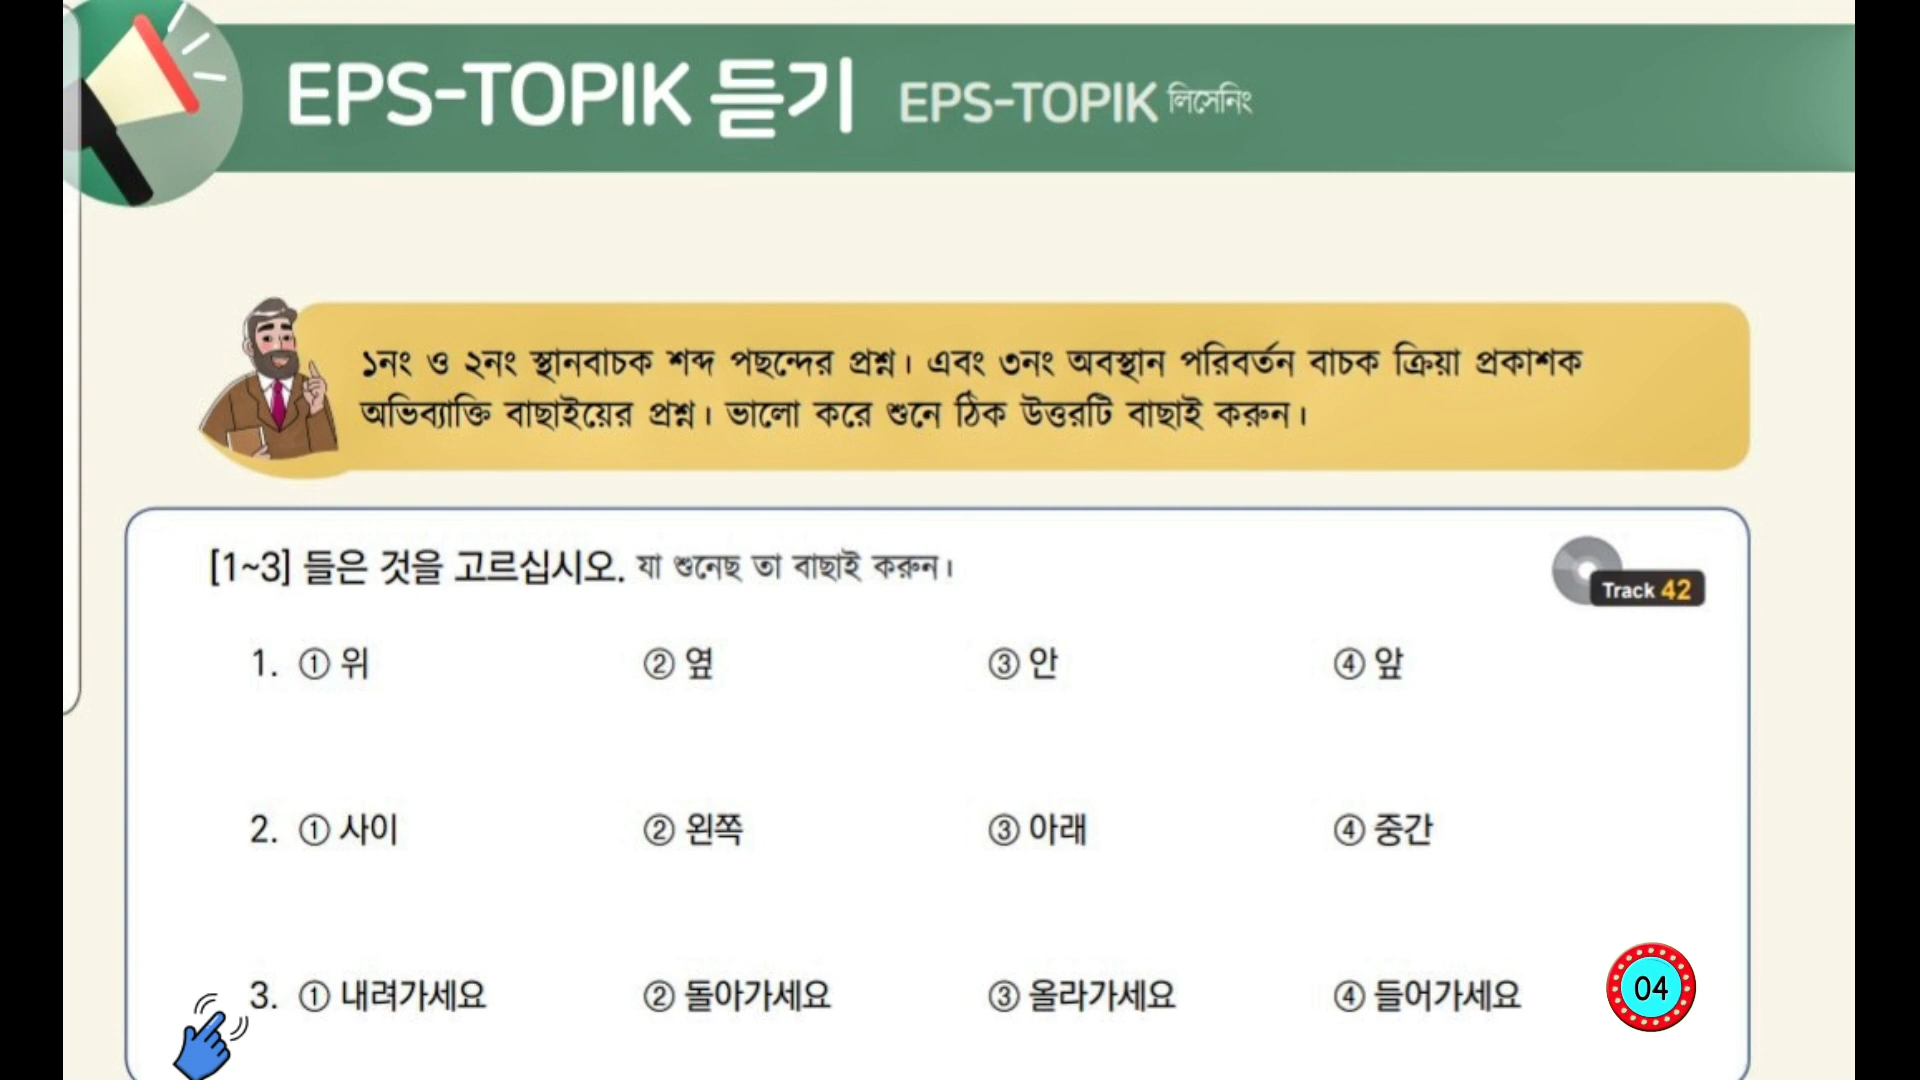 EPS-TOPIK 듣기 EPS-TOPIK লিসেনিং
১নং ও ২নং স্থানবাচক শব্দ পছন্দের প্রশ্ন। এবং ৩নং অবস্থান পরিবর্তন বাচক ক্রিয়া প্রকাশক
অভিব্যাক্তি বাছাইয়ের প্রশ্ন। ভালো করে শুনে ঠিক উত্তরটি বাছাই করুন।
[1~3] 들은 것을 고르십시오. যা শুনেছ তা বাছাই করুন।
Track 42
1. ① 위 ② 옆 ③ 안 ④ 앞
2. ① 사이 ② 왼쪽 ③ 아래 ④ 중간
3. ① 내려가세요 ② 돌아가세요 ③ 올라가세요 ④ 들어가세요
04